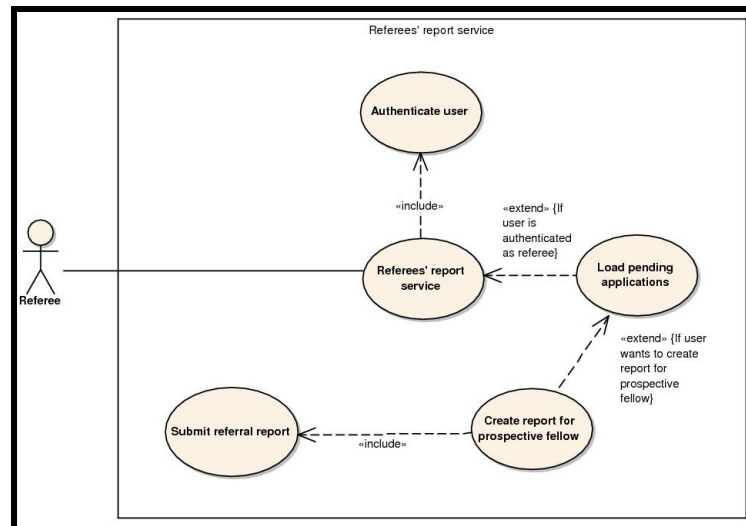 Referees' report service
Authenticate user
«include»
«extend» {If
user is
authenticated
as referee}
Referees' report
service
Load pending
applications
Referee
«extend» {If user
wants to create
report for
prospective
fellow}
Submit referral report
Create report for
prospective fellow
«include»